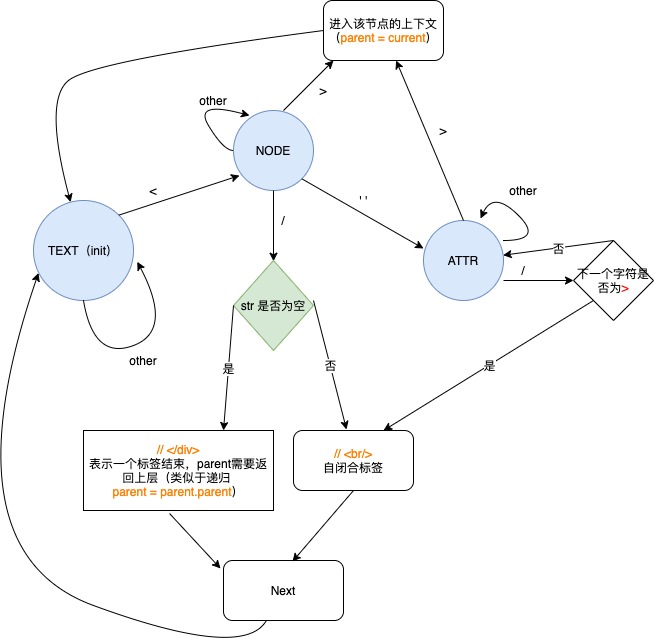 进入该节点的上下文
（parent = current）
other
>
NODE
>
other
' '
<
TEXT（init）
/
ATTR
否
/
下一个字符是
否为>
str 是否为空
other
是
否
是
// </div>
表示一个标签结束，parent需要返
回上层（类似于递归
parent = parent.parent）
// <br/>
自闭合标签
Next